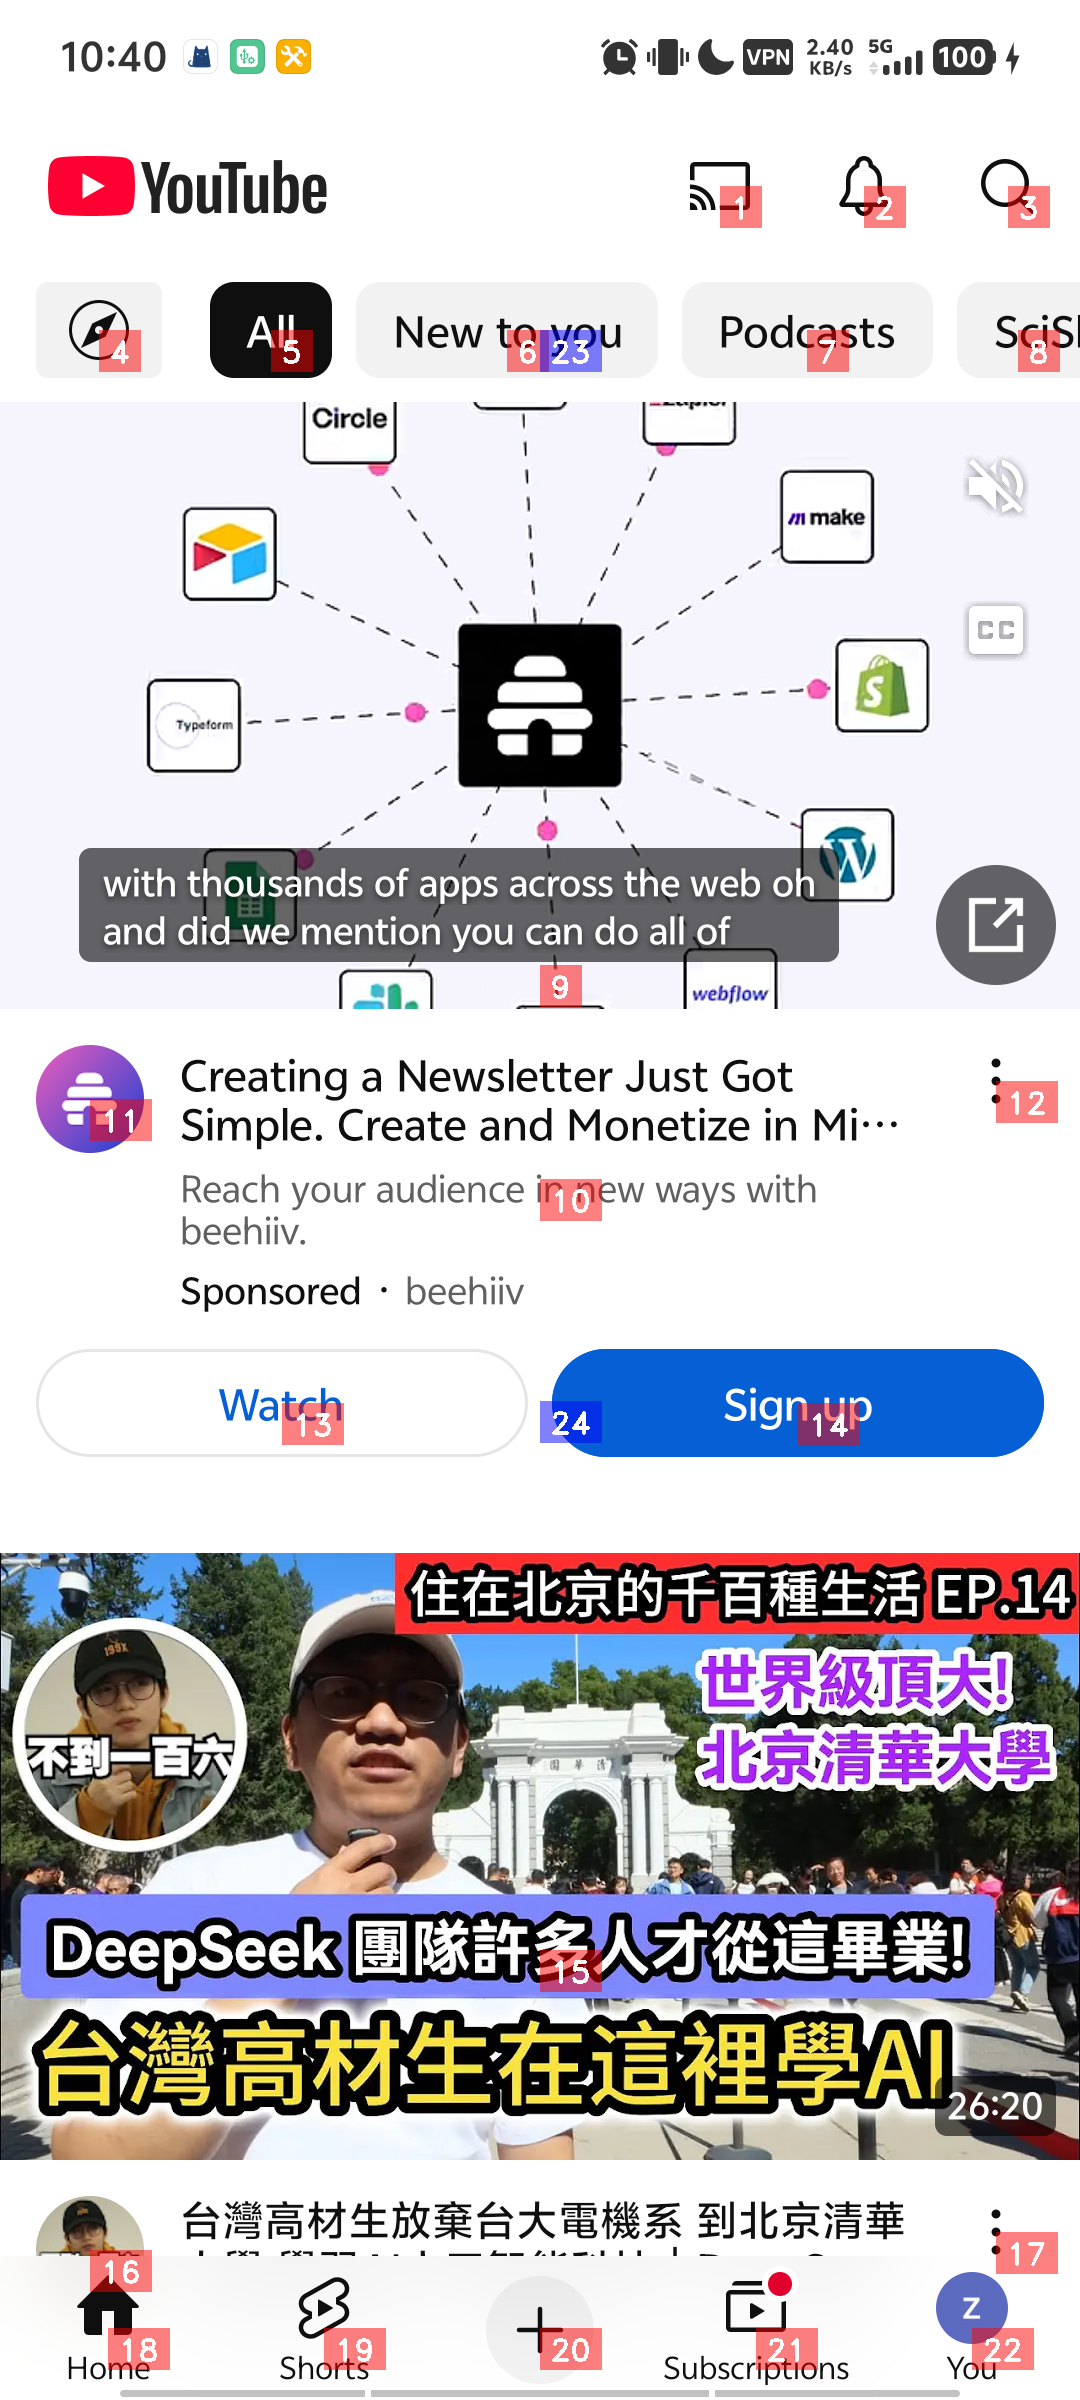 10:40
VPN
2.40
KB/s
5G
100
YouTube
1
2
3
All
New to you
Podcasts
4
5
6
23
7
8
Circle
make
Typeform
CC
with thousands of apps across the web oh
and did we mention you can do all of
webflow
9
Creating a Newsletter Just Got
Simple. Create and Monetize in Mi…
11
12
Reach your audience in new ways with
beehiiv.
10
Sponsored · beehiiv
Watch
Sign up
13
24
14
住在北京的千百種生活 EP.14
世界級頂大!
北京清華大學
199X
不到一百六
清華園
DeepSeek 團隊許多人才從這畢業!
15
台灣高材生在這裡學AI
26:20
台灣高材生放棄台大電機系 到北京清華
16
17
Z
18
19
20
21
22
Home
Shorts
Subscriptions
You